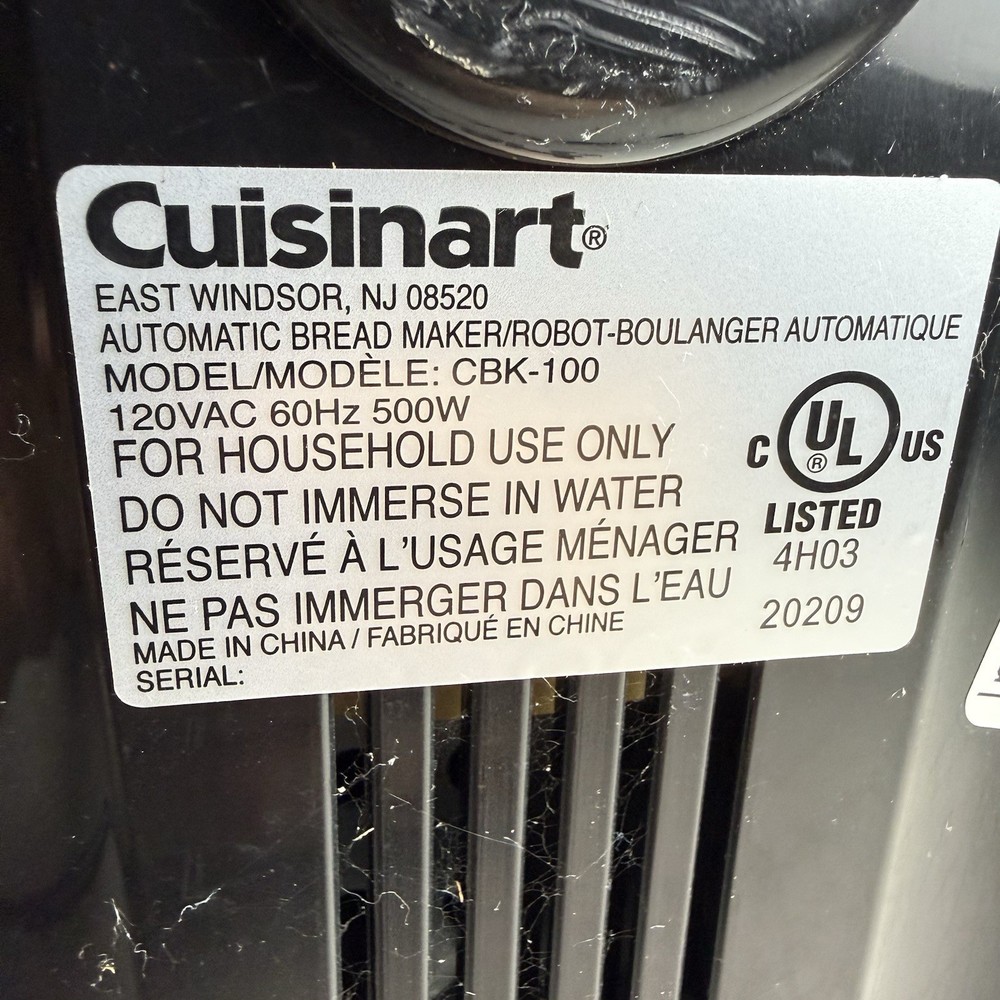 Cuisinart®
EAST WINDSOR, NJ 08520
AUTOMATIC BREAD MAKER/ROBOT-BOULANGER AUTOMATIQUE
MODEL/MODÈLE: CBK-100
120VAC 60Hz 500W
FOR HOUSEHOLD USE ONLY
DO NOT IMMERSE IN WATER
RÉSERVÉ À L'USAGE MÉNAGER
NE PAS IMMERGER DANS L'EAU
MADE IN CHINA / FABRIQUÉ EN CHINE
SERIAL:
C UL® US
LISTED
4H03
20209